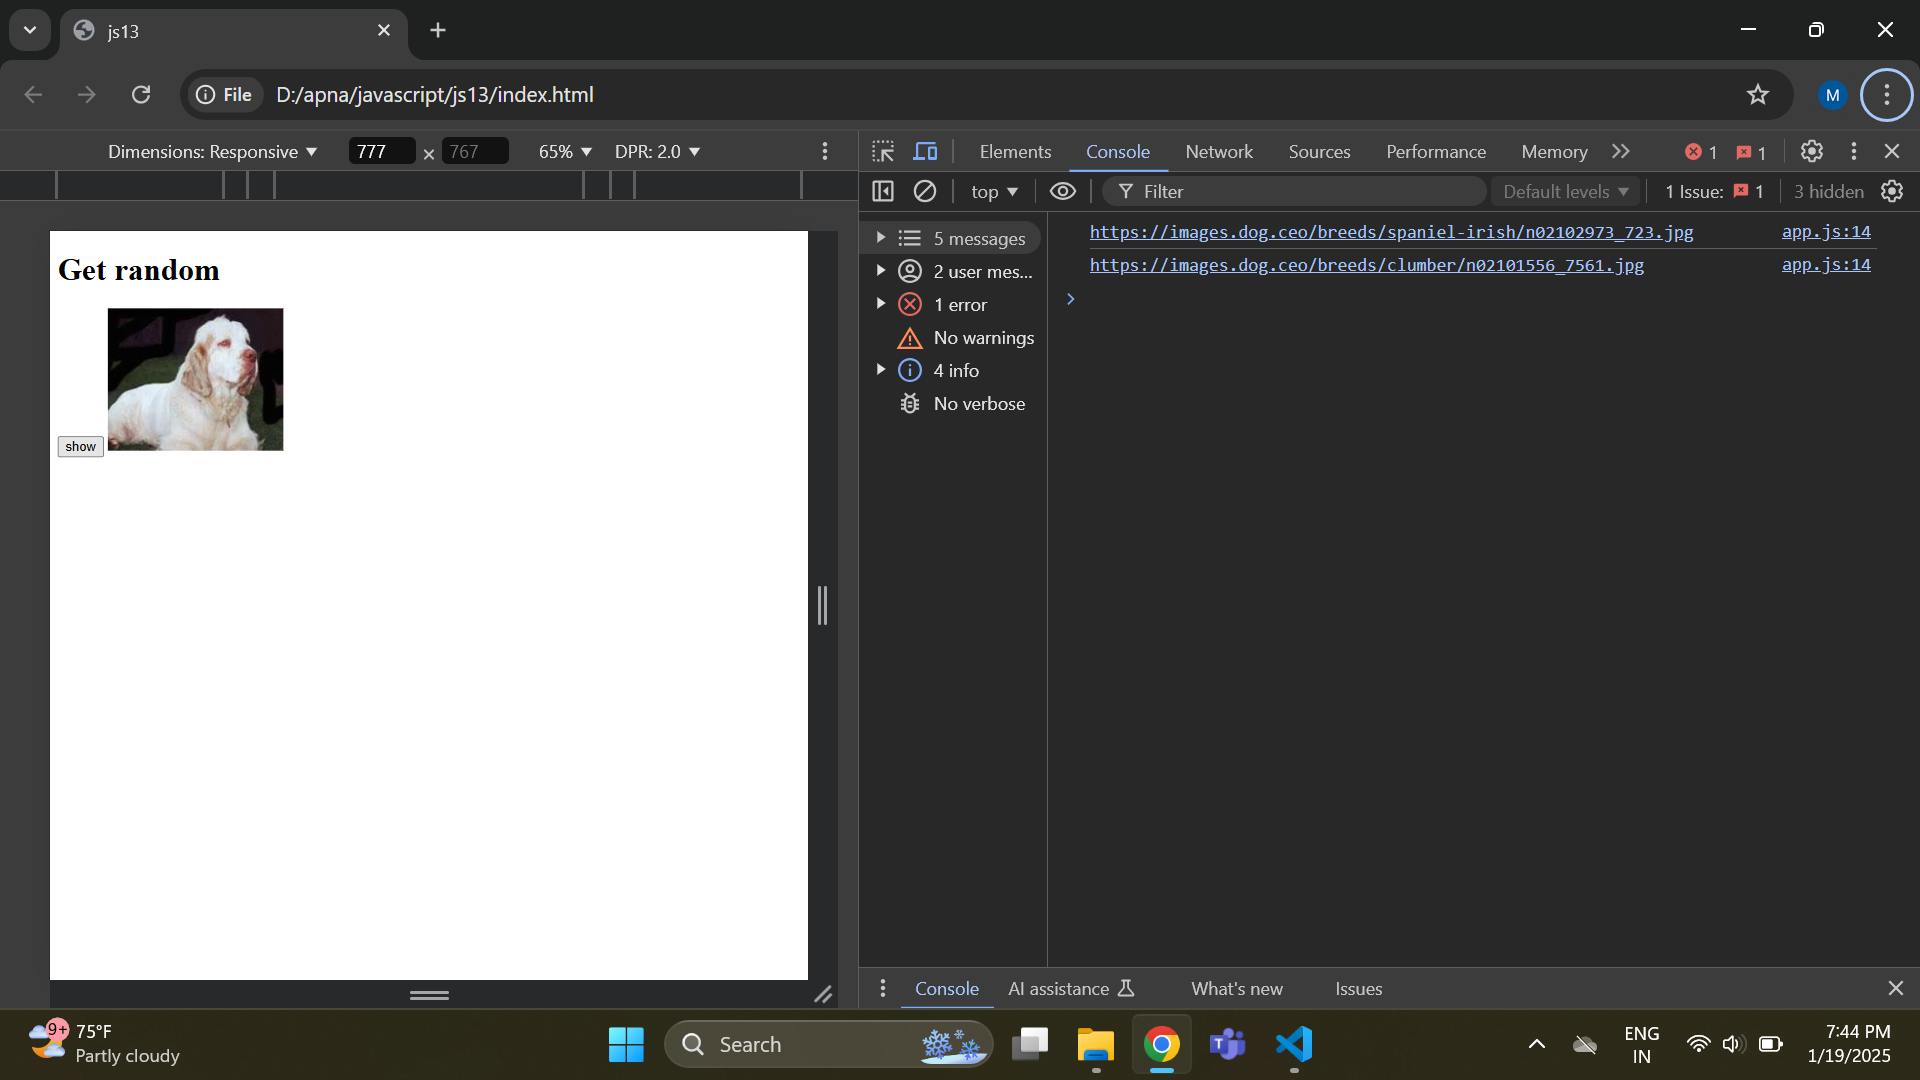 js13
File
D:/apna/javascript/js13/index.html
M
Dimensions: Responsive ▼ 777 × 767 65% ▼ DPR: 2.0 ▼
Elements Console Network Sources Performance Memory 1 1
top ▼ Filter Default levels ▼ 1 Issue: 1 3 hidden
5 messages
2 user mes...
1 error
No warnings
4 info
No verbose
https://images.dog.ceo/breeds/spaniel-irish/n02102973_723.jpg app.js:14
https://images.dog.ceo/breeds/clumber/n02101556_7561.jpg app.js:14
Get random
show
Console AI assistance What's new Issues
9+ 75°F
Partly cloudy
Search
ENG
IN
7:44 PM
1/19/2025